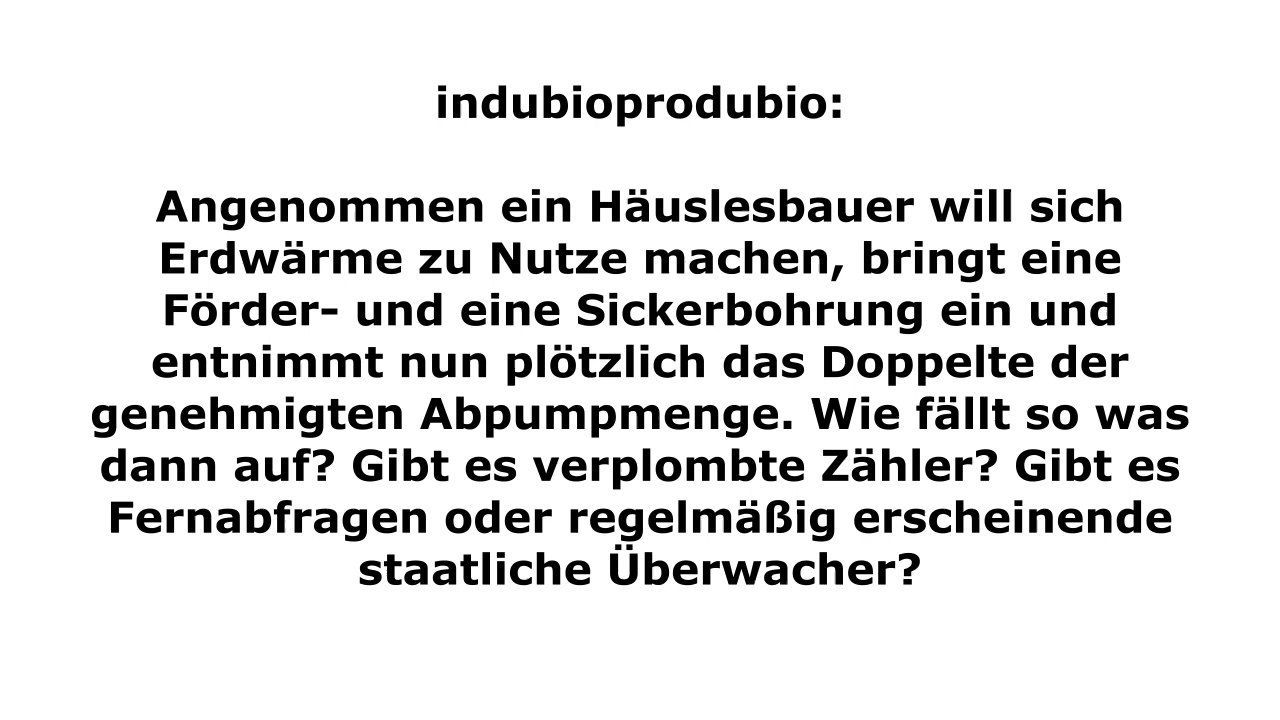 indubioprodubio:
Angenommen ein Häuslesbauer will sich
Erdwärme zu Nutze machen, bringt eine
Förder- und eine Sickerbohrung ein und
entnimmt nun plötzlich das Doppelte der
genehmigten Abpumpmenge. Wie fällt so was
dann auf? Gibt es verplombte Zähler? Gibt es
Fernabfragen oder regelmäßig erscheinende
staatliche Überwacher?